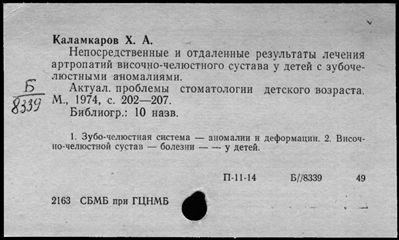 Каламкаров Х. А.
Непосредственные и отдаленные результаты лечения
артропатий височно-челюстного сустава у детей с зубоче-
люстными аномалиями.
Б
8339
Актуал. проблемы стоматологии детского возраста.
М., 1974, с. 202—207.
Библиогр.: 10 назв.
1. Зубо-челюстная система — аномалии и деформации. 2. Височ-
но-челюстной сустав — болезни — — у детей.
П-11-14 Б//8339 49
2163 СБМБ при ГЦНМБ